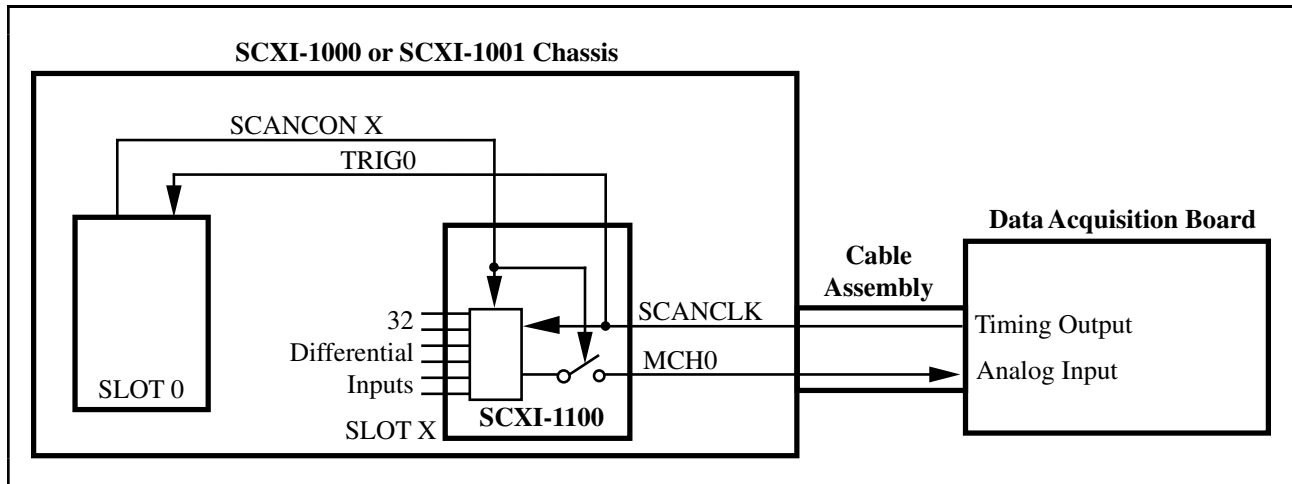 SCXI-1000 or SCXI-1001 Chassis
SCANCON X
TRIG0
Data Acquisition Board
Cable
Assembly
SCANCLK
Timing Output
32
Differential
Inputs
MCH0
Analog Input
SLOT 0
SCXI-1100
SLOT X